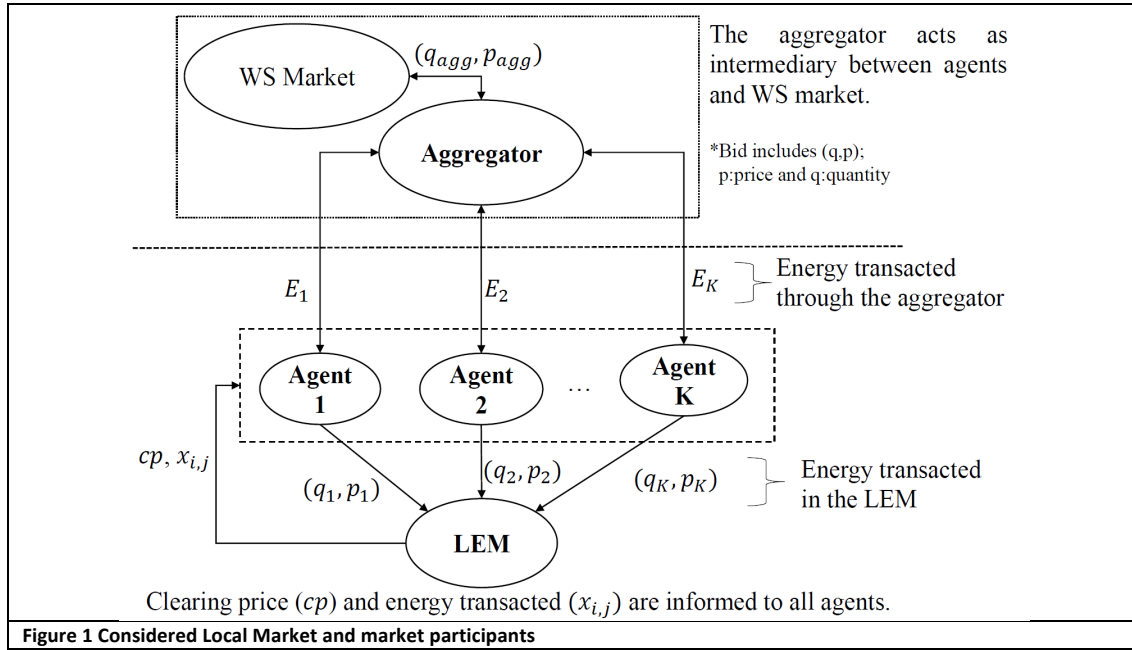 (q_agg, p_agg)
WS Market
Aggregator
The aggregator acts as
intermediary between agents
and WS market.
*Bid includes (q,p);
p:price and q:quantity
E_1
E_2
E_K
Energy transacted
through the aggregator
Agent
1
Agent
2
...
Agent
K
cp, x_{i,j}
(q_1, p_1)
(q_2, p_2)
(q_K, p_K)
Energy transacted
in the LEM
LEM
Clearing price (cp) and energy transacted (x_{i,j}) are informed to all agents.
Figure 1 Considered Local Market and market participants